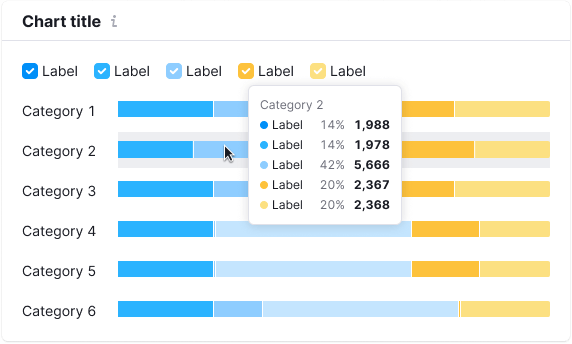 Chart title i
Label Label Label Label Label
Category 1
Category 2
Category 3
Category 4
Category 5
Category 6
Category 2
Label 14% 1,988
Label 14% 1,978
Label 42% 5,666
Label 20% 2,367
Label 20% 2,368